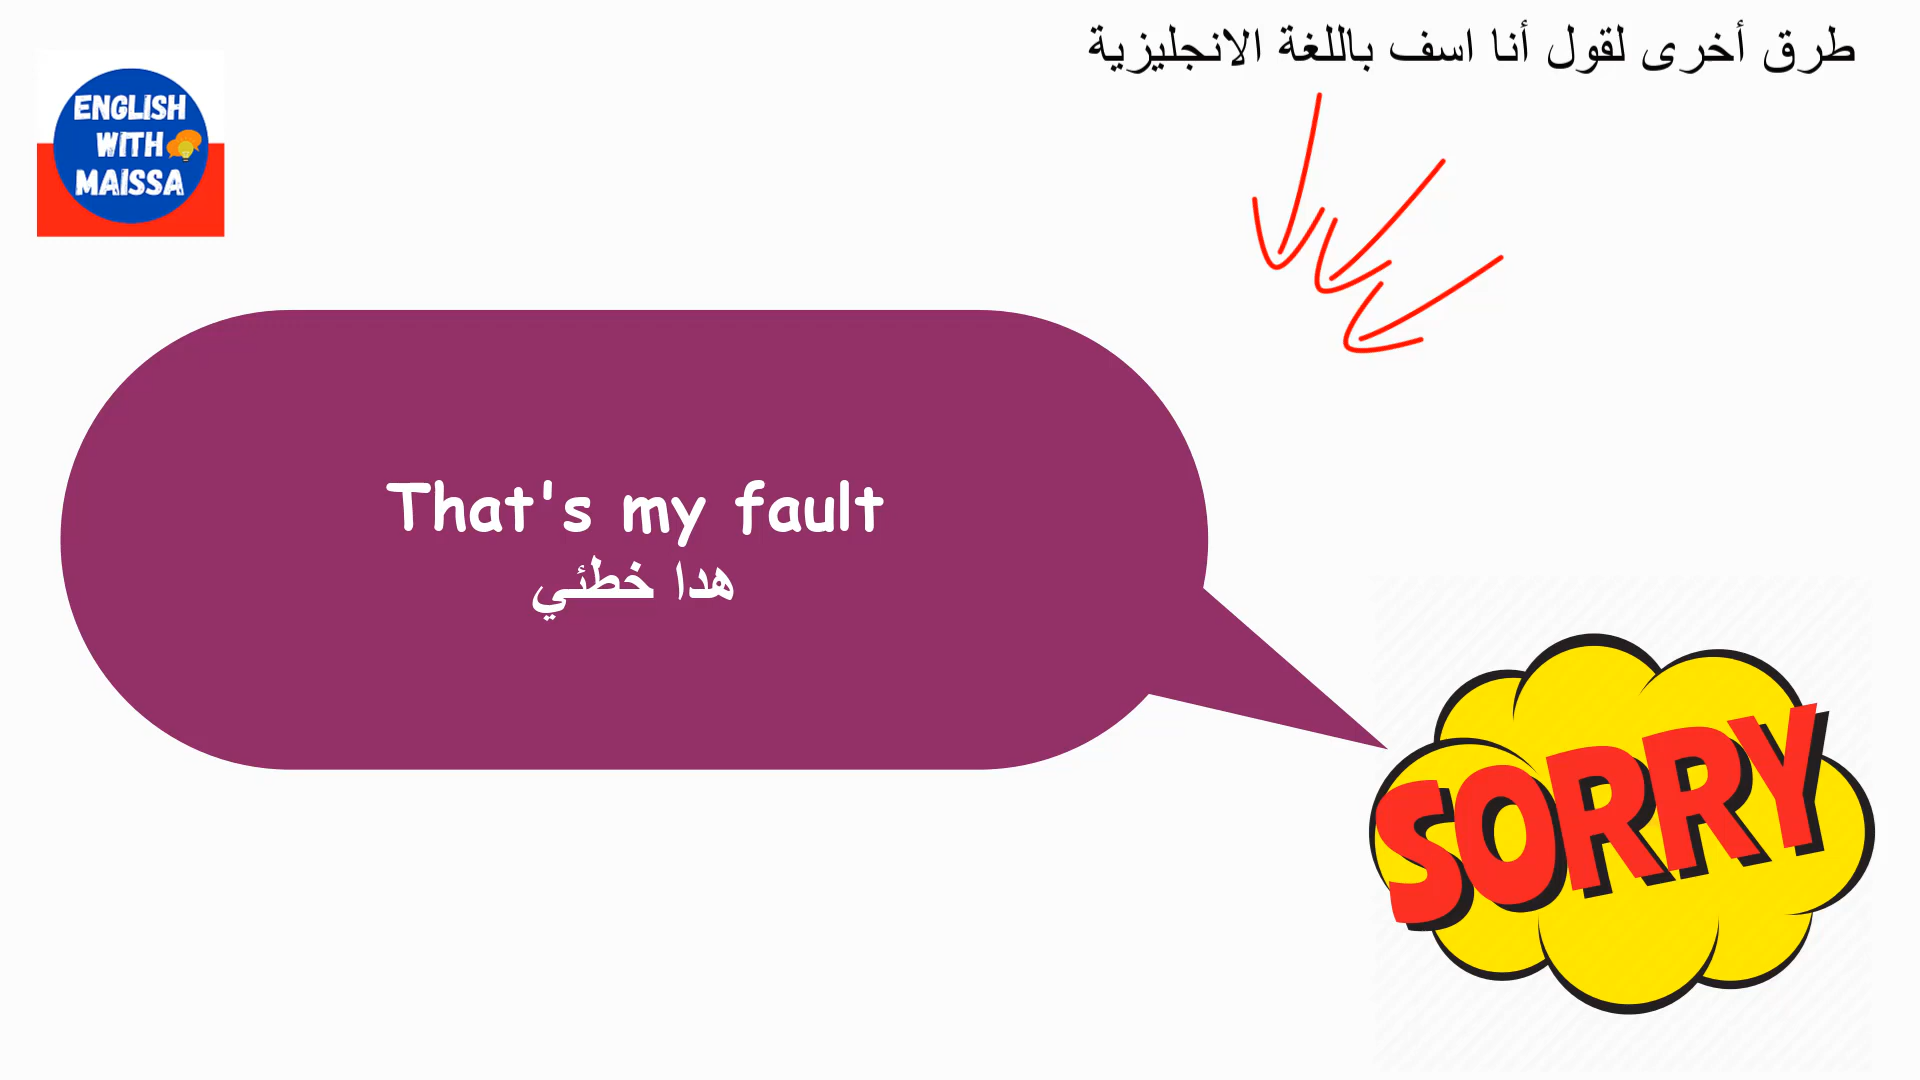 طرق أخرى لقول أنا اسف باللغة الانجليزية
ENGLISH
WITH
MAISSA
That's my fault
هدا خطئي
SORRY